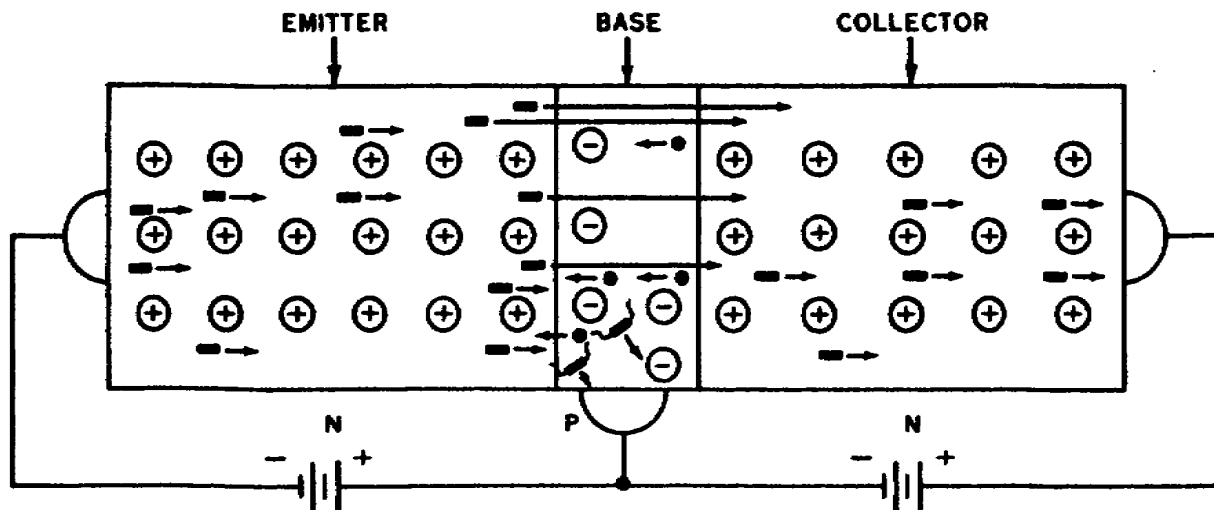 EMITTER BASE COLLECTOR
+ + + + + + − + + + + +
+ + + + + + − + + + + +
+ + + + + + − − + + + + +
−
N P N
− + − +